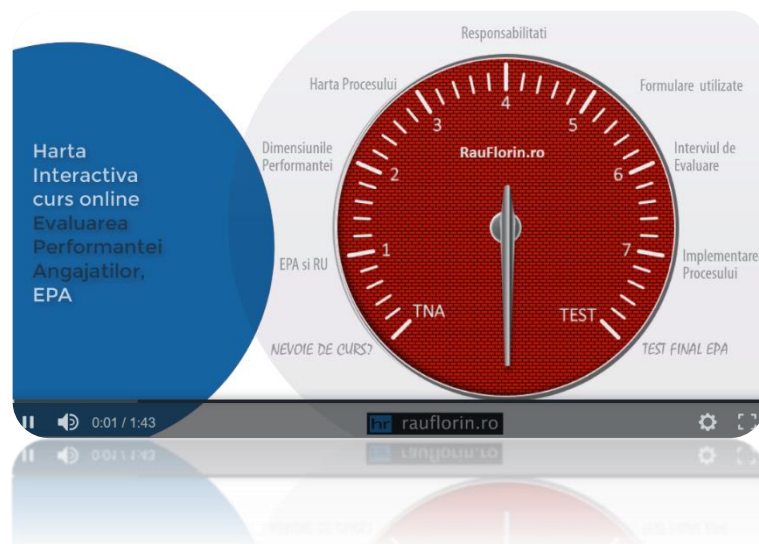 Harta
Interactiva
curs online
Evaluarea
Performantei
Angajatilor,
EPA
Responsabilitati
Harta Procesului
Formulare utilizate
Dimensiunile
Performantei
Interviul de
Evaluare
EPA si RU
Implementare
Procesului
NEVOIE DE CURS?
TEST FINAL EPA
RauFlorin.ro
TNA
1
2
3
4
5
6
7
TEST
0:01 / 1:43
hr rauflorin.ro